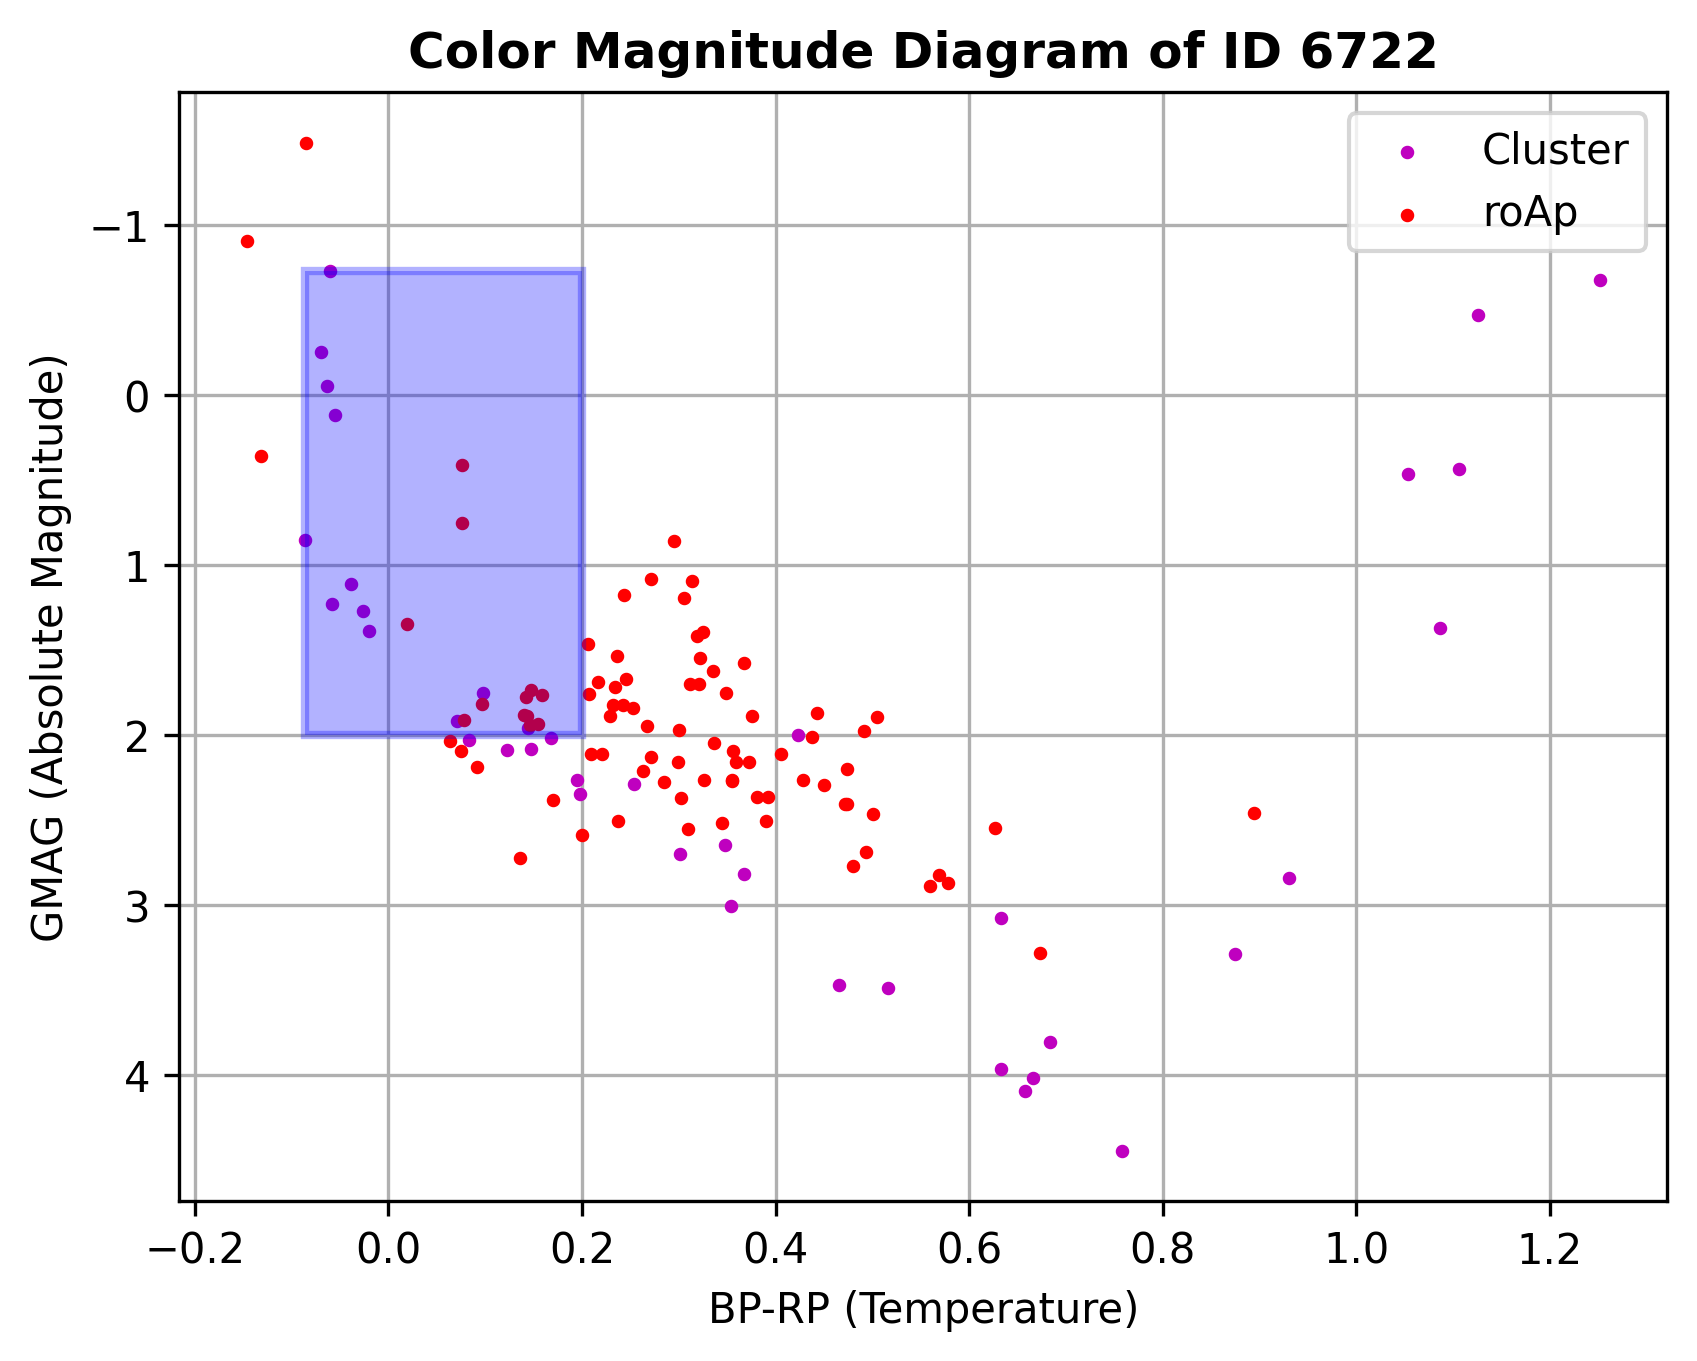 Color Magnitude Diagram of ID 6722
Cluster
roAp
−1
0
1
2
3
4
GMAG (Absolute Magnitude)
−0.2 0.0 0.2 0.4 0.6 0.8 1.0 1.2
BP-RP (Temperature)